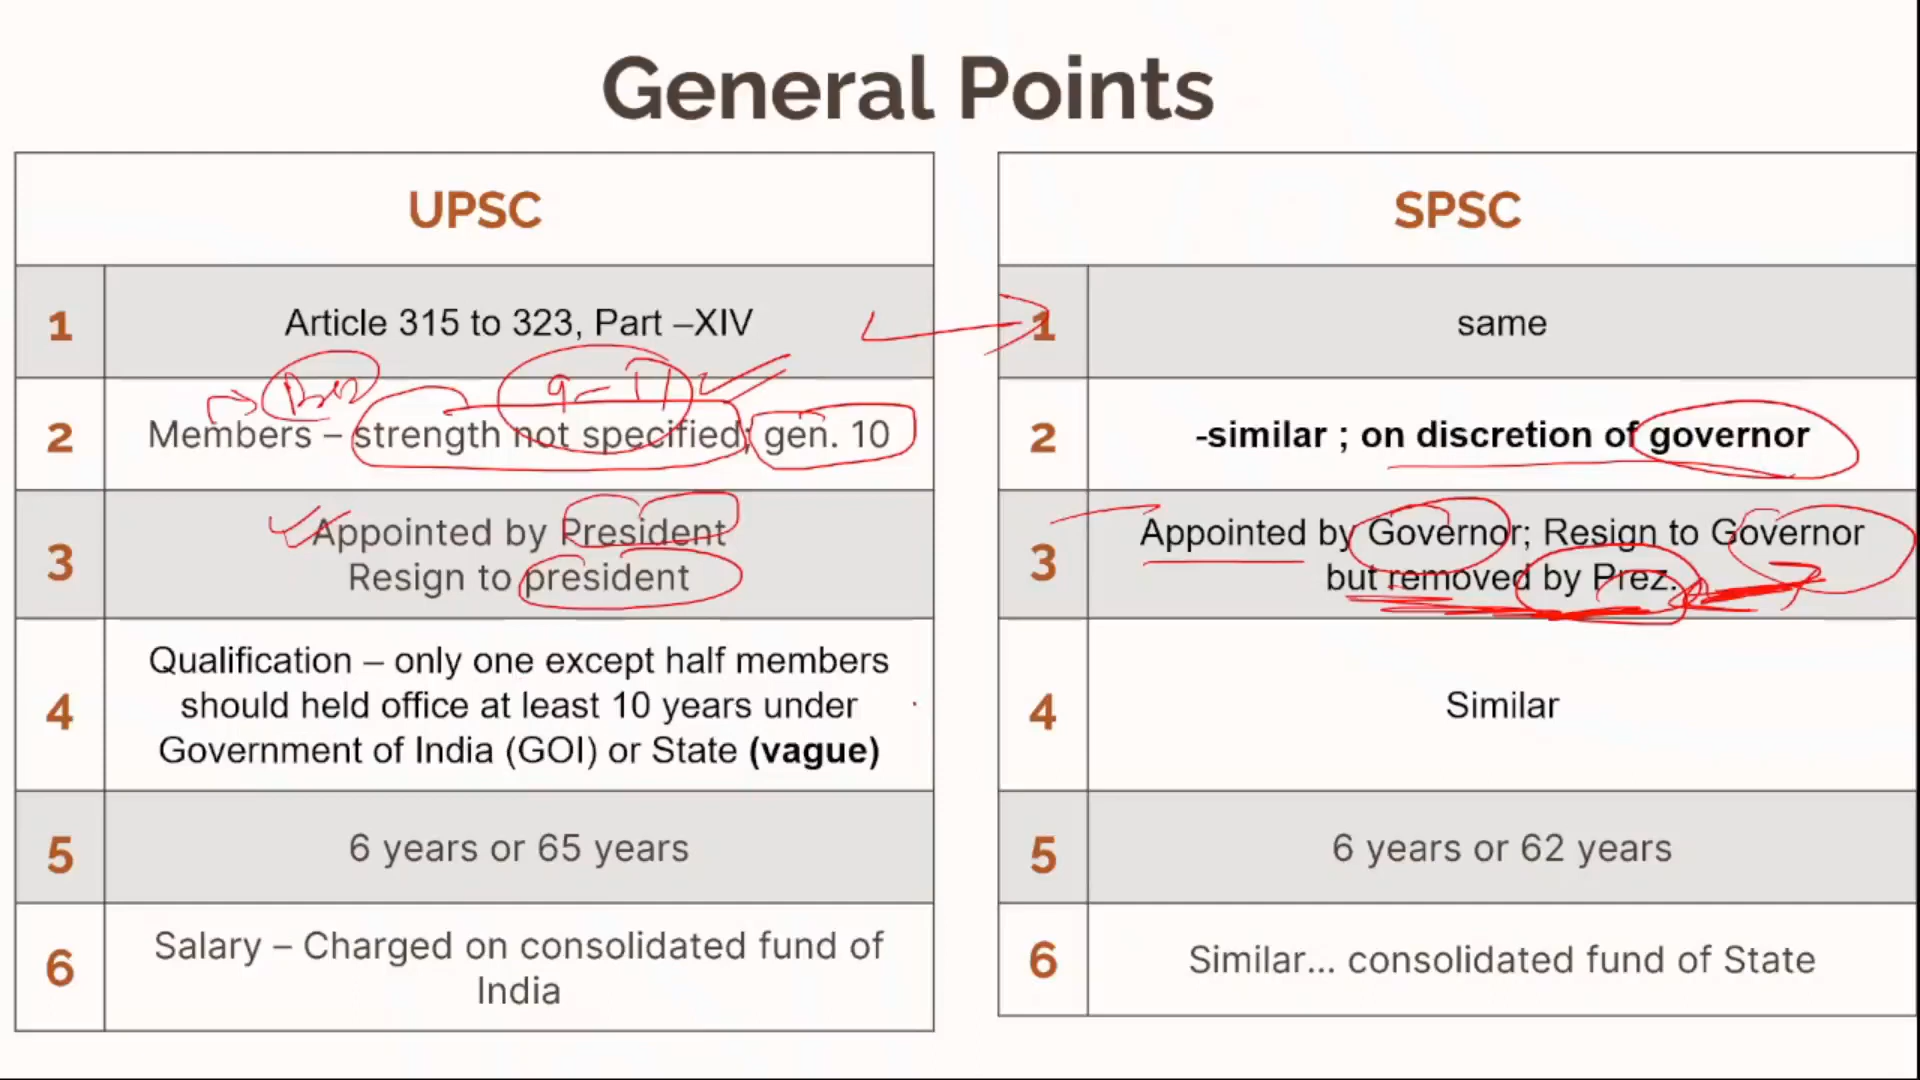 General Points
UPSC
1
Article 315 to 323, Part –XIV
9 – 11
2
Members – strength not specified; gen. 10
3
Appointed by President
Resign to president
4
Qualification – only one except half members
should held office at least 10 years under
Government of India (GOI) or State (vague)
5
6 years or 65 years
6
Salary – Charged on consolidated fund of
India
SPSC
1
same
2
-similar ; on discretion of governor
3
Appointed by Governor; Resign to Governor
but removed by Prez.
4
Similar
5
6 years or 62 years
6
Similar... consolidated fund of State